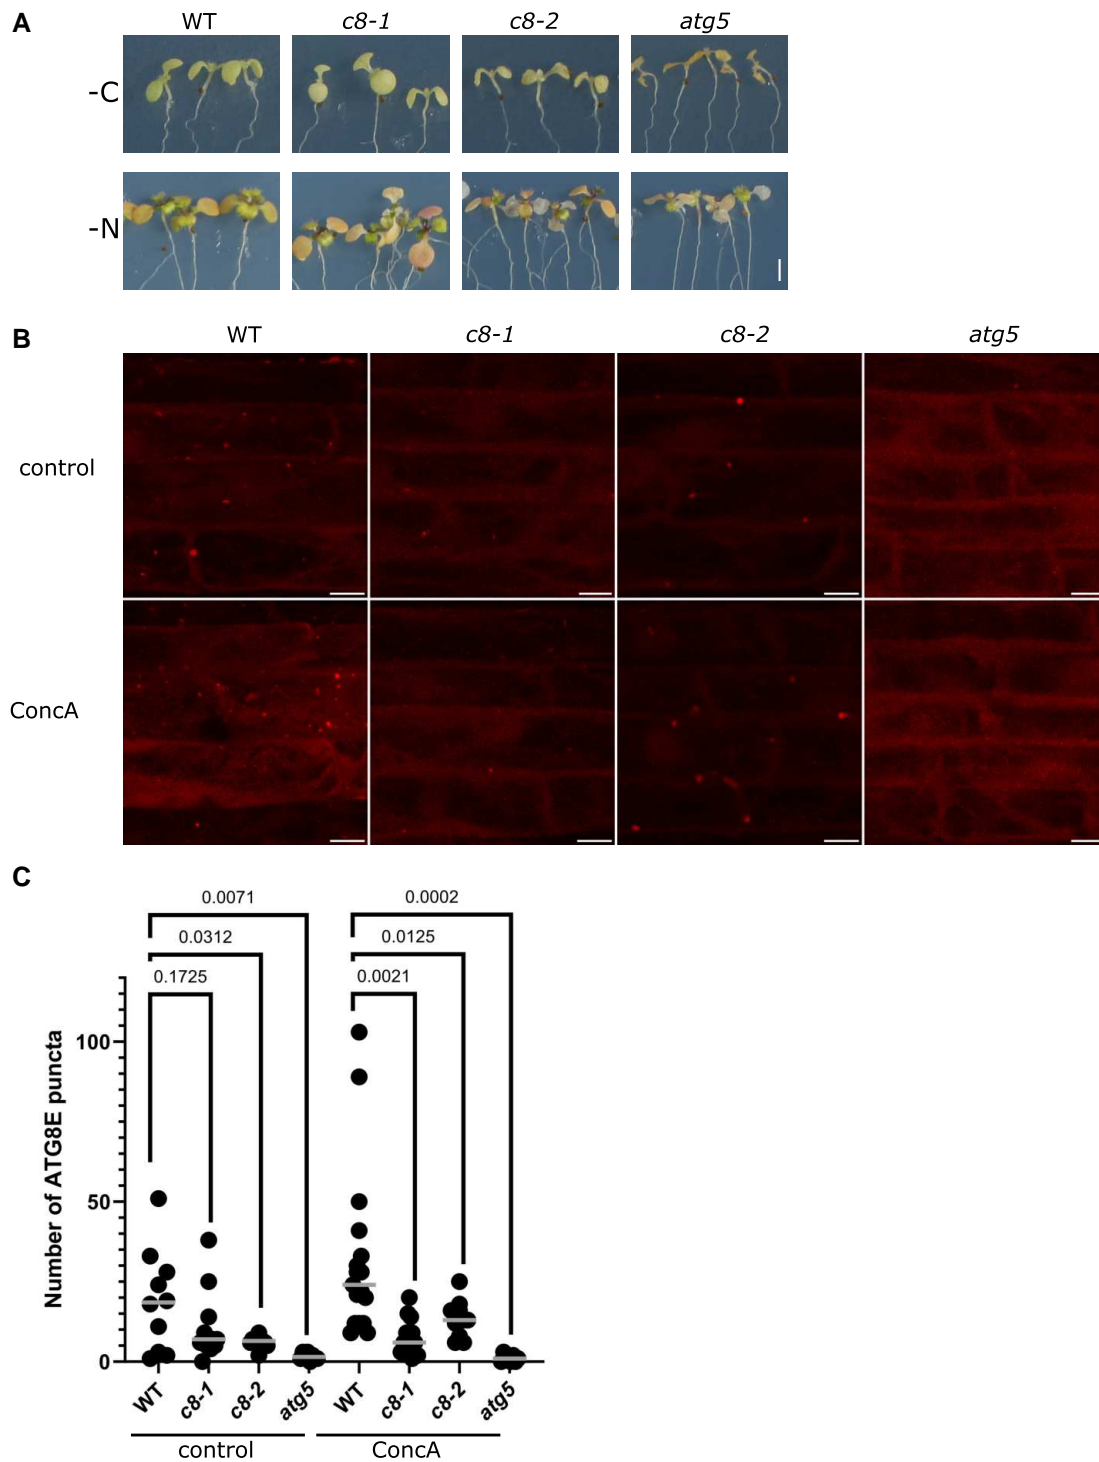 A
WT c8-1 c8-2 atg5
-C
-N
B
WT c8-1 c8-2 atg5
control
ConcA
C
0.0071 0.0002
0.0312 0.0125
0.1725 0.0021
Number of ATG8E puncta
100
50
0
WT c8-1 c8-2 atg5 WT c8-1 c8-2 atg5
control ConcA